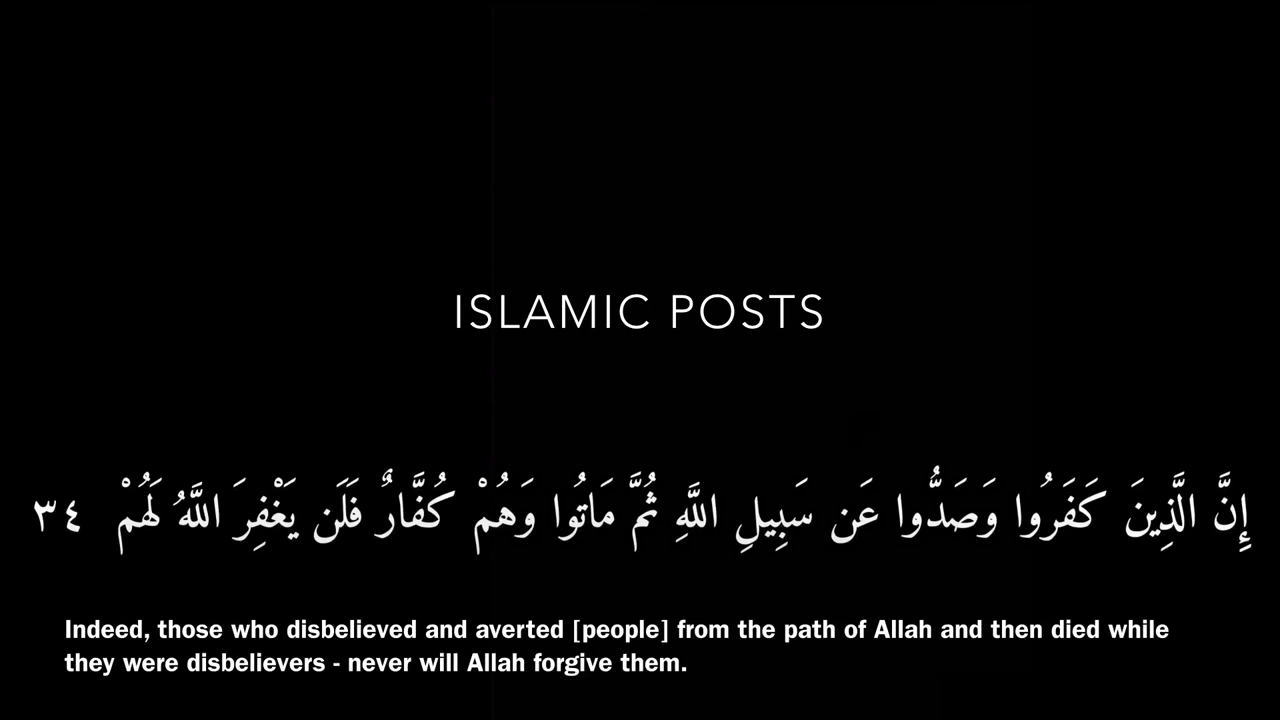 ISLAMIC POSTS
إِنَّ الَّذِينَ كَفَرُوا وَصَدُّوا عَن سَبِيلِ اللَّهِ ثُمَّ مَاتُوا وَهُمْ كُفَّارٌ فَلَن يَغْفِرَ اللَّهُ لَهُمْ ٣٤
Indeed, those who disbelieved and averted [people] from the path of Allah and then died while
they were disbelievers - never will Allah forgive them.